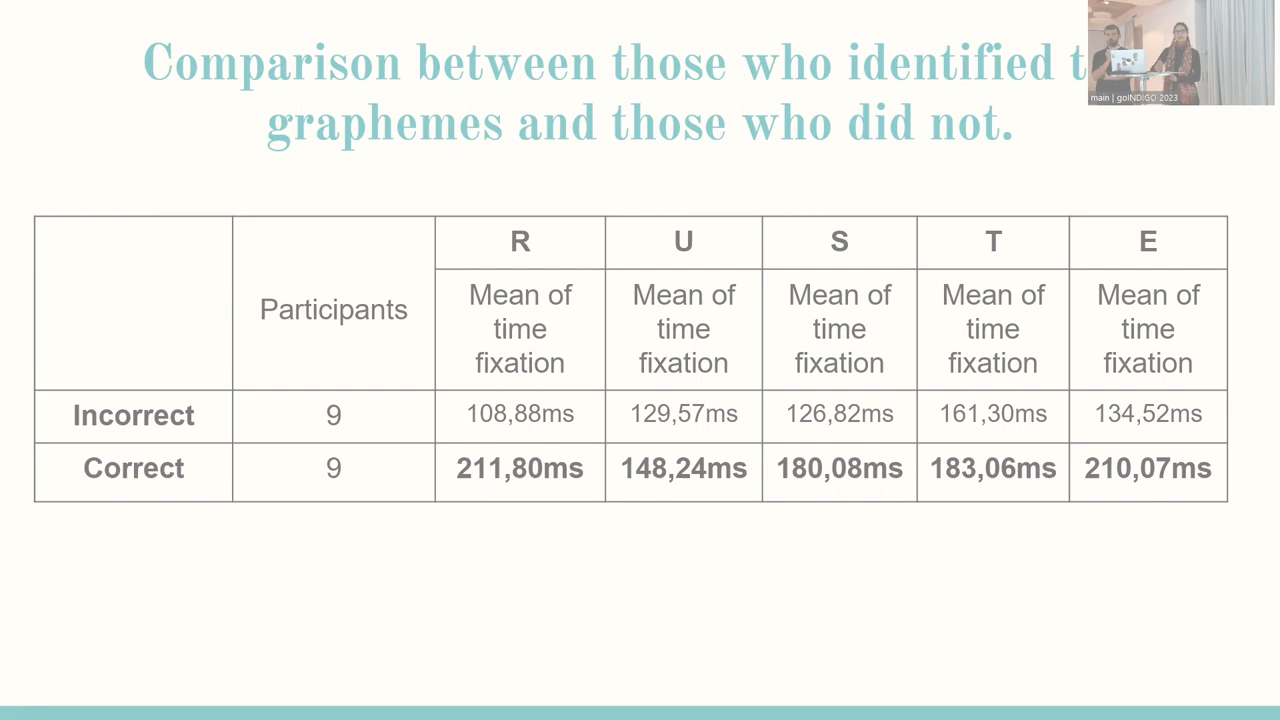 Comparison between those who identified
graphemes and those who did not.
main | goINDIGO 2023
R U S T E
Participants
Mean of time fixation Mean of time fixation Mean of time fixation Mean of time fixation Mean of time fixation
Incorrect 9 108,88ms 129,57ms 126,82ms 161,30ms 134,52ms
Correct 9 211,80ms 148,24ms 180,08ms 183,06ms 210,07ms